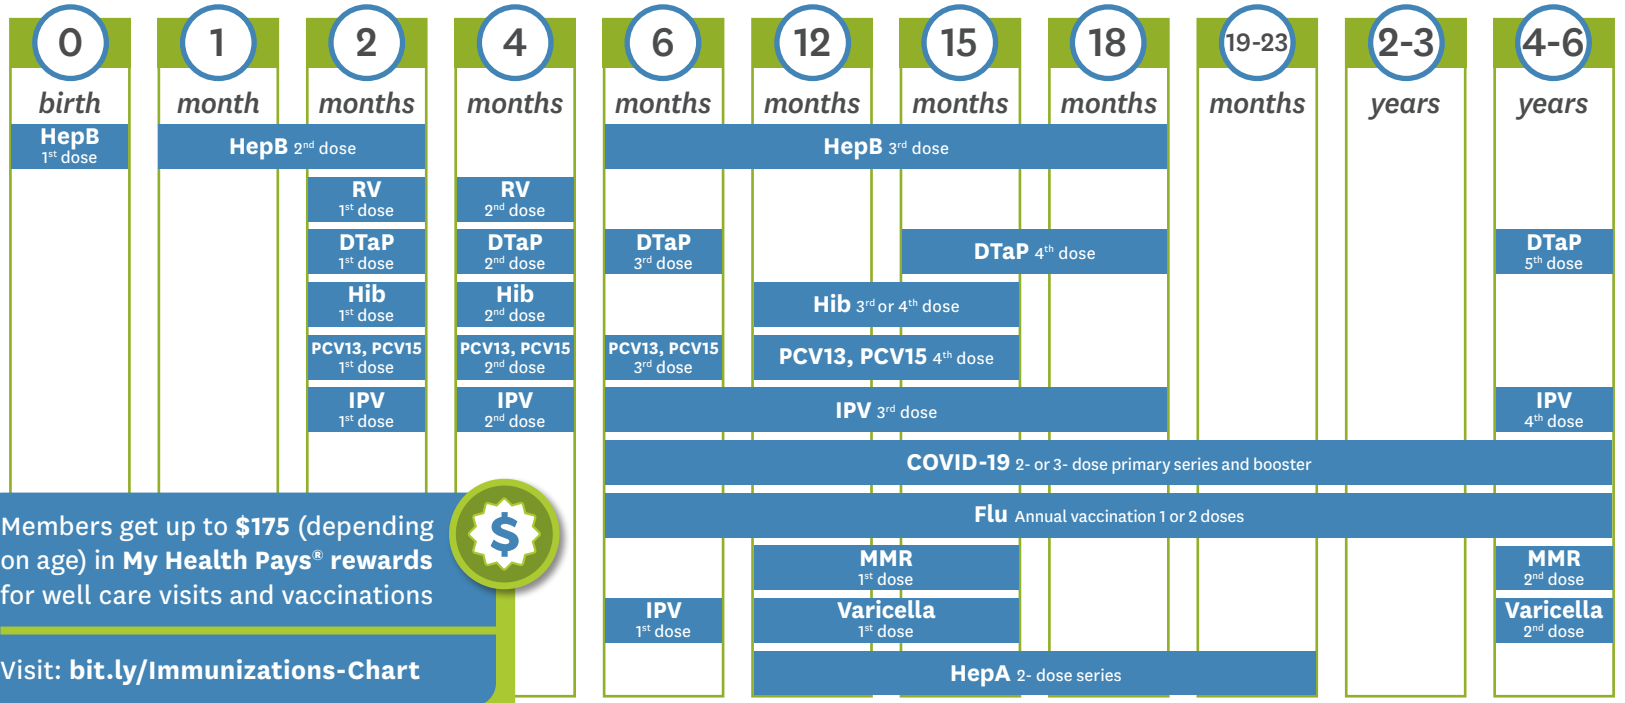 0 1 2 4 6 12 15 18 19-23 2-3 4-6
birth month months months months months months months months years years
HepB
1st dose
HepB 2nd dose
HepB 3rd dose
RV
1st dose
RV
2nd dose
DTaP
1st dose
DTaP
2nd dose
DTaP
3rd dose
DTaP 4th dose
DTaP
5th dose
Hib
1st dose
Hib
2nd dose
Hib 3rd or 4th dose
PCV13, PCV15
1st dose
PCV13, PCV15
2nd dose
PCV13, PCV15
3rd dose
PCV13, PCV15 4th dose
IPV
1st dose
IPV
2nd dose
IPV 3rd dose
IPV
4th dose
COVID-19 2- or 3- dose primary series and booster
Flu Annual vaccination 1 or 2 doses
MMR
1st dose
MMR
2nd dose
IPV
1st dose
Varicella
1st dose
Varicella
2nd dose
HepA 2- dose series
$
Members get up to $175 (depending
on age) in My Health Pays® rewards
for well care visits and vaccinations
Visit: bit.ly/Immunizations-Chart